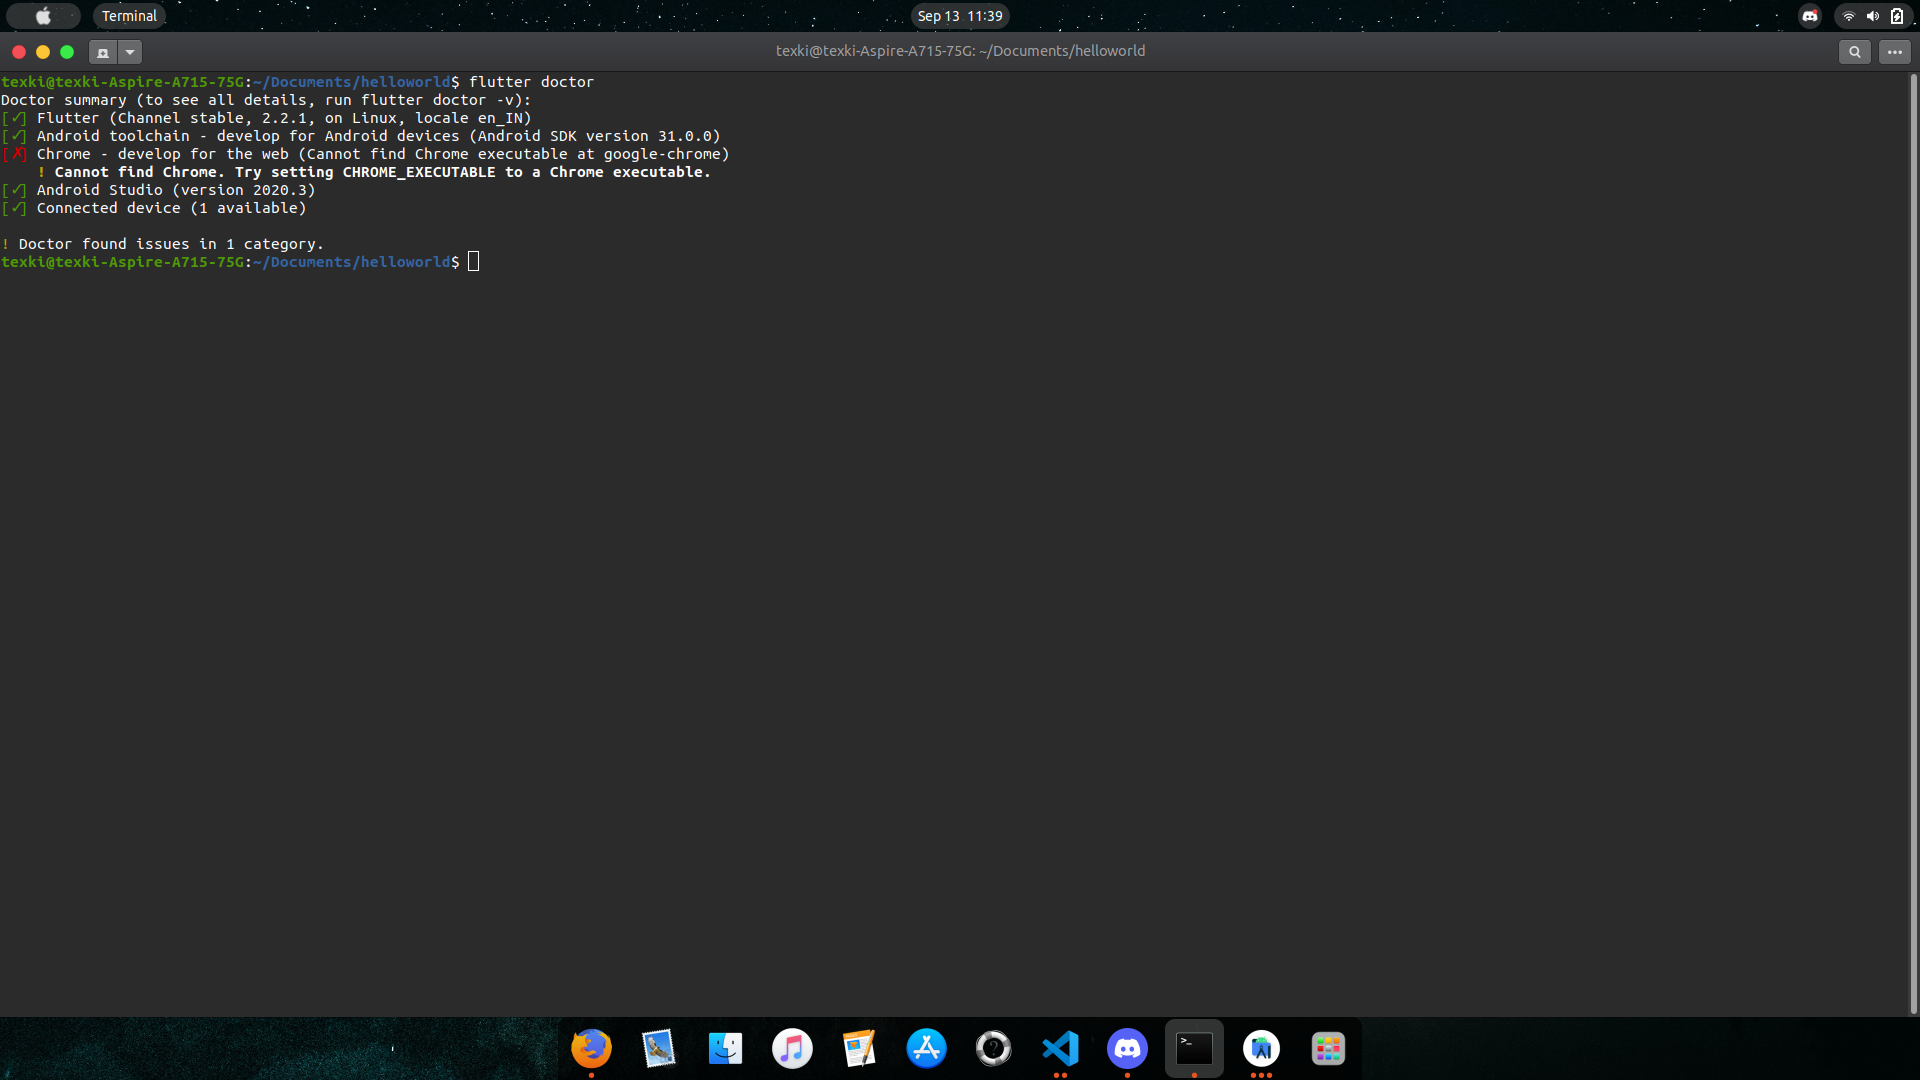 Terminal
Sep 13 11:39
texki@texki-Aspire-A715-75G: ~/Documents/helloworld
texki@texki-Aspire-A715-75G:~/Documents/helloworld$ flutter doctor
Doctor summary (to see all details, run flutter doctor -v):
[✓] Flutter (Channel stable, 2.2.1, on Linux, locale en_IN)
[✓] Android toolchain - develop for Android devices (Android SDK version 31.0.0)
[✗] Chrome - develop for the web (Cannot find Chrome executable at google-chrome)
! Cannot find Chrome. Try setting CHROME_EXECUTABLE to a Chrome executable.
[✓] Android Studio (version 2020.3)
[✓] Connected device (1 available)
! Doctor found issues in 1 category.
texki@texki-Aspire-A715-75G:~/Documents/helloworld$